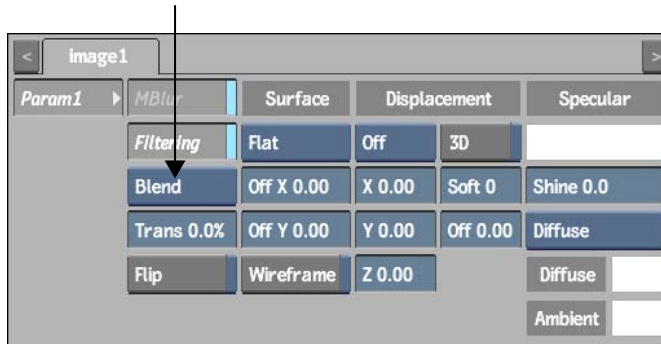 < image1 >
Param1 MBlur Surface Displacement Specular
Filtering Flat Off 3D
Blend Off X 0.00 X 0.00 Soft 0 Shine 0.0
Trans 0.0% Off Y 0.00 Y 0.00 Off 0.00 Diffuse
Flip Wireframe Z 0.00 Diffuse
Ambient